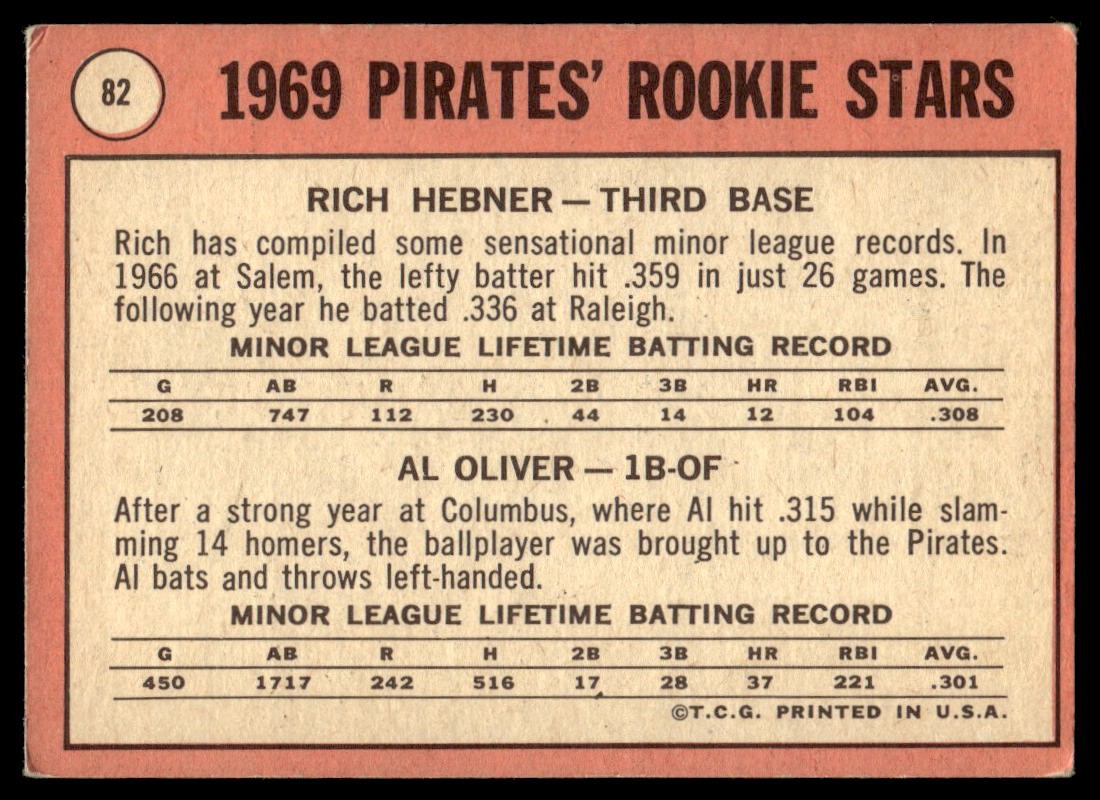 82
1969 PIRATES' ROOKIE STARS
RICH HEBNER — THIRD BASE
Rich has compiled some sensational minor league records. In
1966 at Salem, the lefty batter hit .359 in just 26 games. The
following year he batted .336 at Raleigh.
MINOR LEAGUE LIFETIME BATTING RECORD
G AB R H 2B 3B HR RBI AVG.
208 747 112 230 44 14 12 104 .308
AL OLIVER — 1B-OF
After a strong year at Columbus, where Al hit .315 while slam-
ming 14 homers, the ballplayer was brought up to the Pirates.
Al bats and throws left-handed.
MINOR LEAGUE LIFETIME BATTING RECORD
G AB R H 2B 3B HR RBI AVG.
450 1717 242 516 17 28 37 221 .301
©T.C.G. PRINTED IN U.S.A.